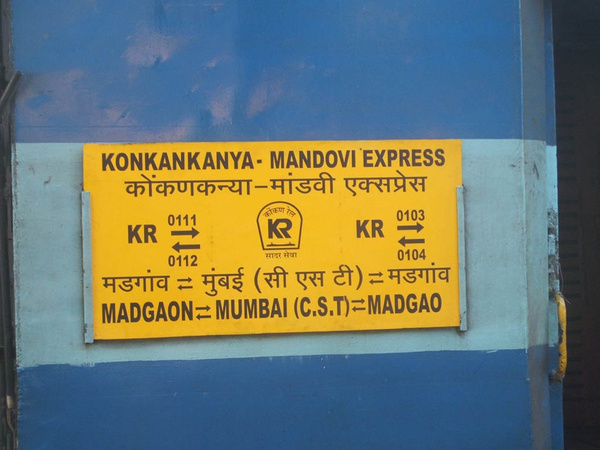 KONKANKANYA - MANDOVI EXPRESS
कोंकणकन्या-मांडवी एक्सप्रेस
KR 0111 0112
कोंकण रेल
KR
सादर सेवा
KR 0103 0104
मडगांव ⇄ मुंबई (सी एस टी) ⇄ मडगांव
MADGAON ⇄ MUMBAI (C.S.T) ⇄ MADGAO